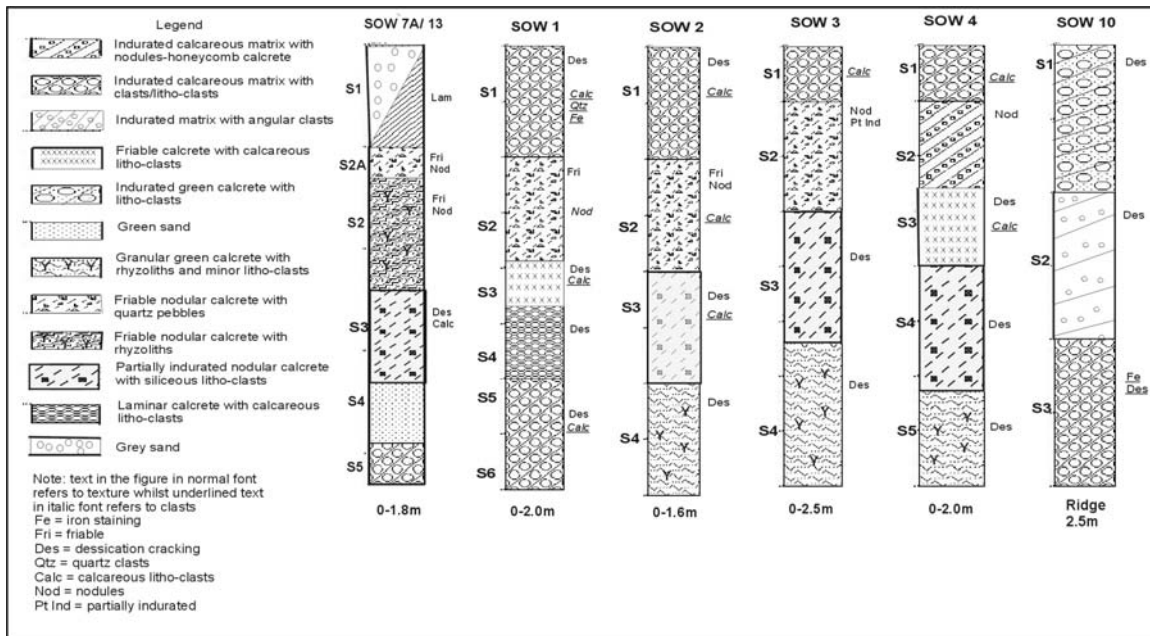 Legend
Indurated calcareous matrix with
nodules-honeycomb calcrete
Indurated calcareous matrix with
clasts/litho-clasts
Indurated matrix with angular clasts
Friable calcrete with calcareous
litho-clasts
Indurated green calcrete with
litho-clasts
Green sand
Granular green calcrete with
rhyzoliths and minor litho-clasts
Friable nodular calcrete with
quartz pebbles
Friable nodular calcrete with
rhyzoliths
Partially indurated nodular calcrete
with siliceous litho-clasts
Laminar calcrete with calcareous
litho-clasts
Grey sand
Note: text in the figure in normal font
refers to texture whilst underlined text
in italic font refers to clasts
Fe = iron staining
Fri = friable
Des = dessication cracking
Qtz = quartz clasts
Calc = calcareous litho-clasts
Nod = nodules
Pt Ind = partially indurated
SOW 7A/ 13
S1
Lam
S2A
Fri
Nod
S2
Fri
Nod
S3
Des
Calc
S4
S5
0-1.8m
SOW 1
S1
Des
Calc
Qtz
Fe
S2
Fri
Nod
S3
Des
Calc
S4
Des
S5
Des
Calc
S6
0-2.0m
SOW 2
S1
Des
Calc
S2
Fri
Nod
Calc
S3
Des
Calc
S4
Des
0-1.6m
SOW 3
S1
Calc
S2
Nod
Pt Ind
S3
Des
S4
Des
0-2.5m
SOW 4
S1
Calc
S2
Nod
S3
Des
Calc
S4
Des
S5
Des
0-2.0m
SOW 10
S1
Des
S2
Des
S3
Fe
Des
Ridge
2.5m